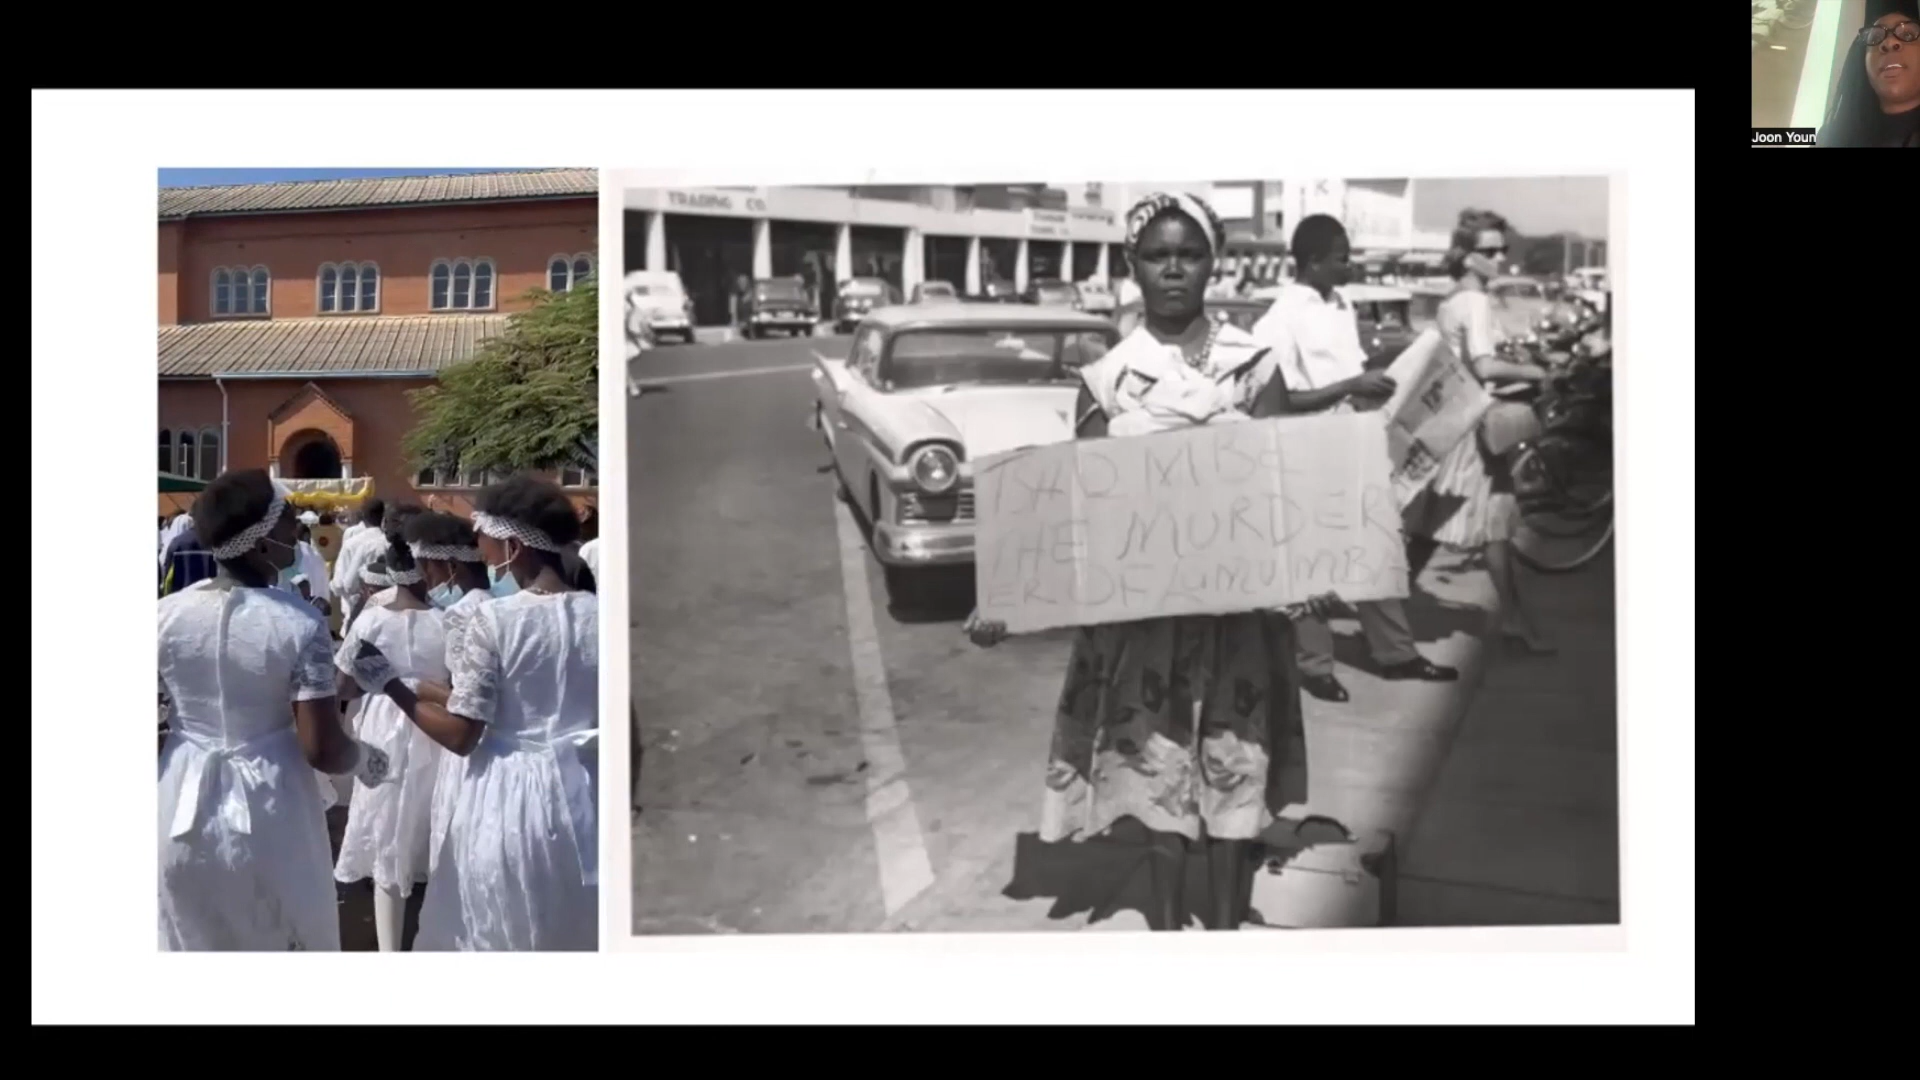 Joon Youn
TRADING CO.
K
TSHOMBE
THE MURDER
ER OF LUMUMBA